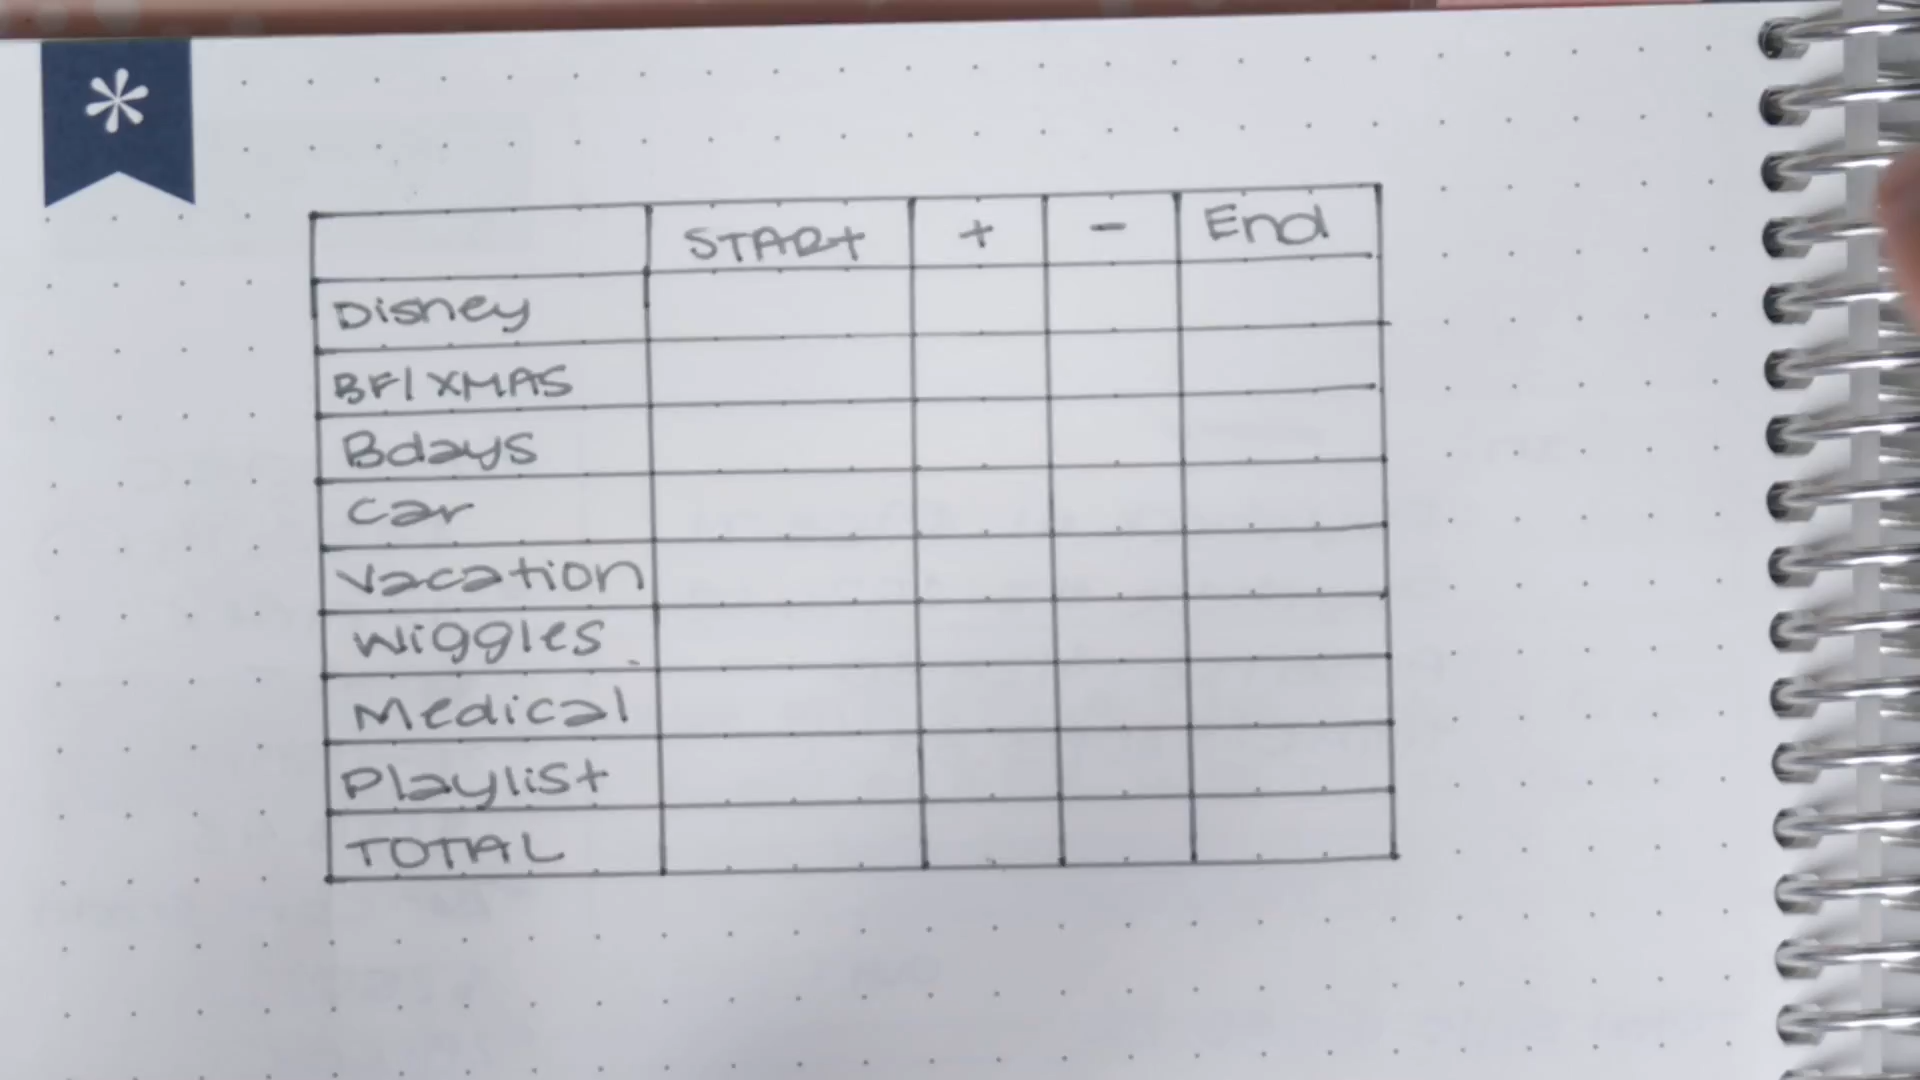 START + - End
Disney
BF/XMAS
Bdays
Car
Vacation
Wiggles
Medical
Playlist
TOTAL